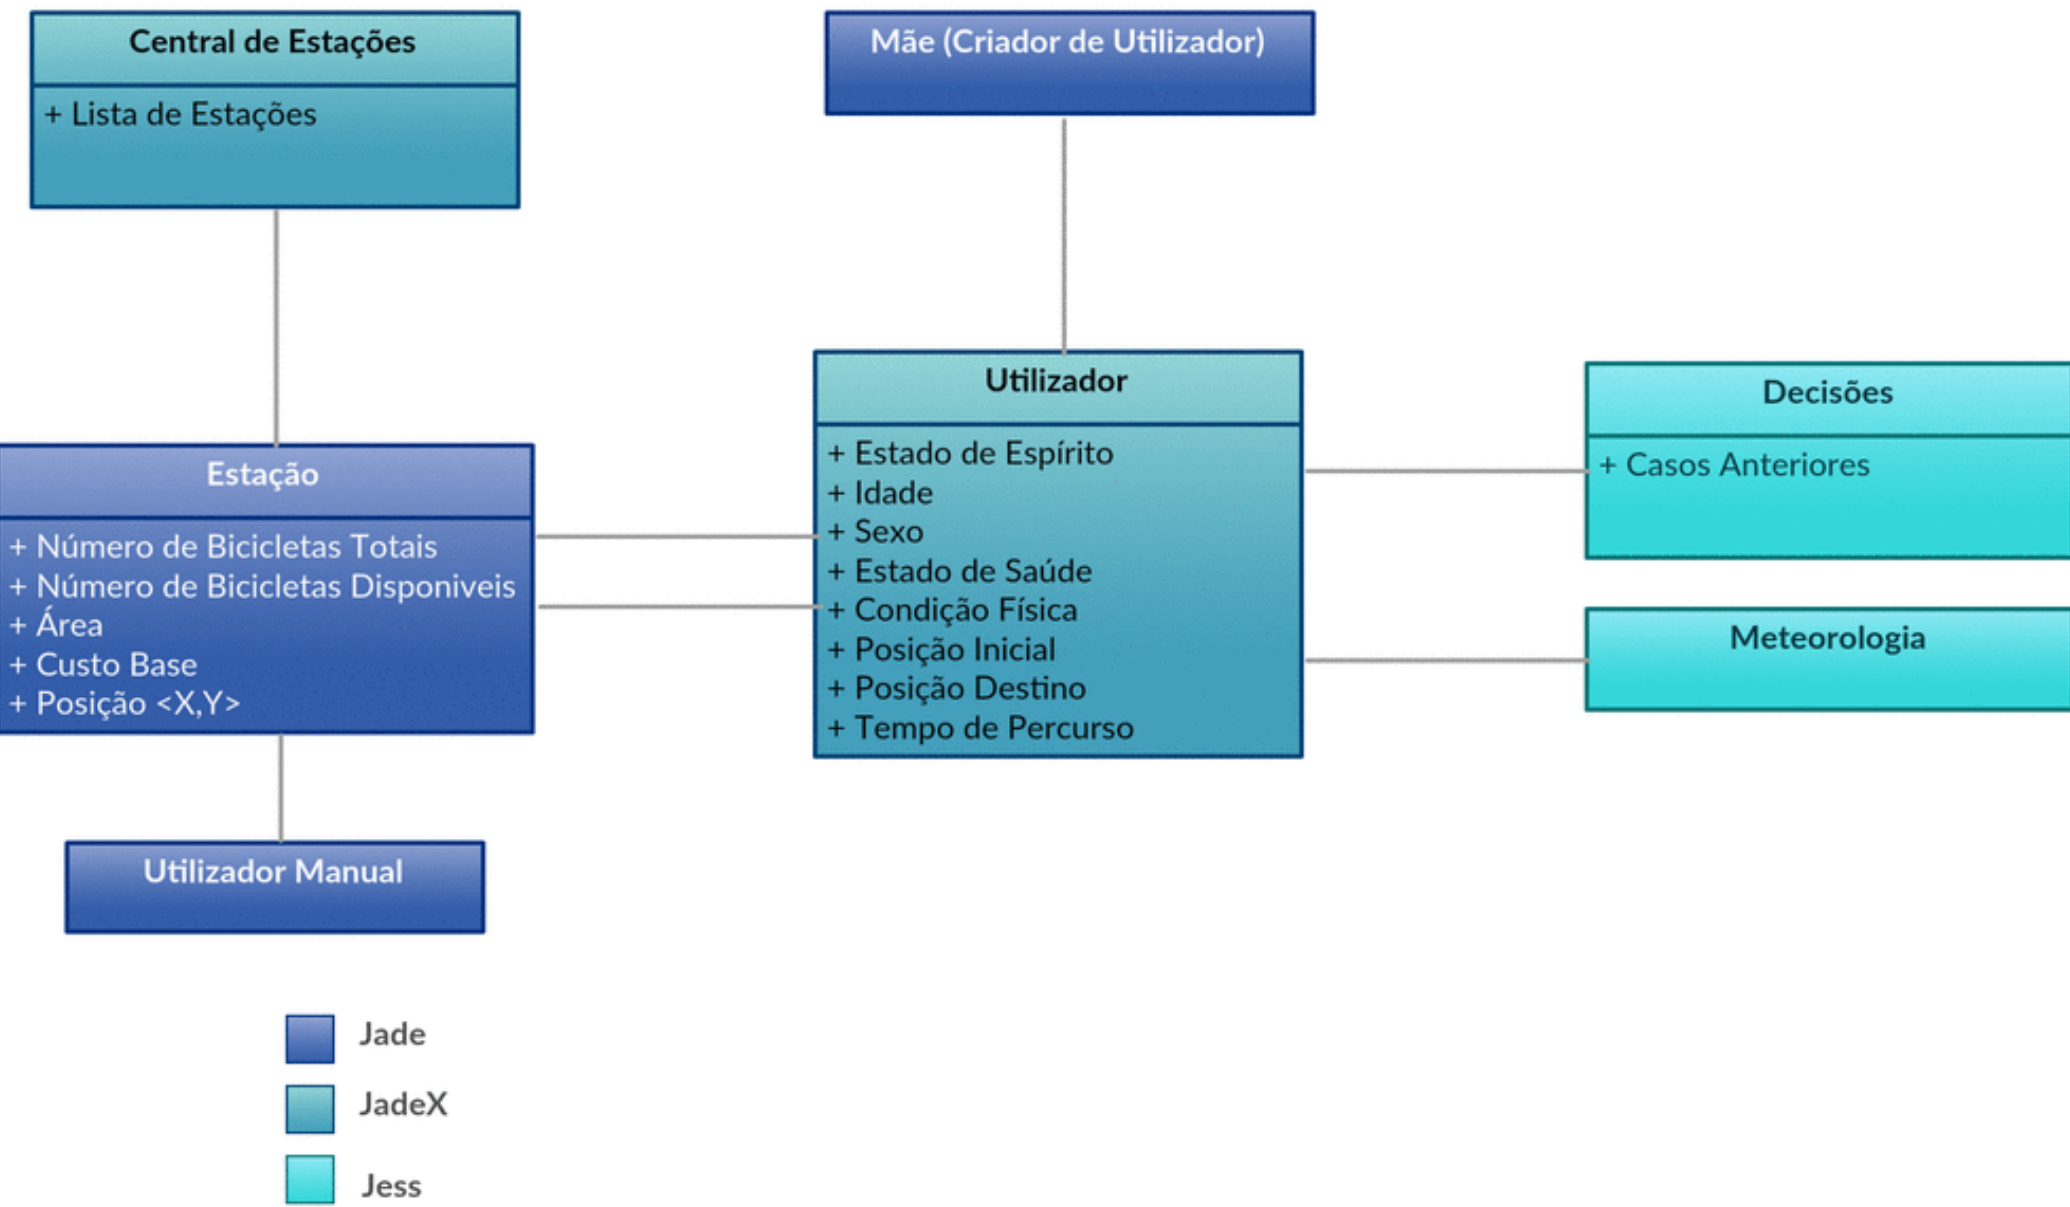 Central de Estações
+ Lista de Estações
Mãe (Criador de Utilizador)
Estação
+ Número de Bicicletas Totais
+ Número de Bicicletas Disponiveis
+ Área
+ Custo Base
+ Posição <X,Y>
Utilizador
+ Estado de Espírito
+ Idade
+ Sexo
+ Estado de Saúde
+ Condição Física
+ Posição Inicial
+ Posição Destino
+ Tempo de Percurso
Decisões
+ Casos Anteriores
Meteorologia
Utilizador Manual
Jade
JadeX
Jess